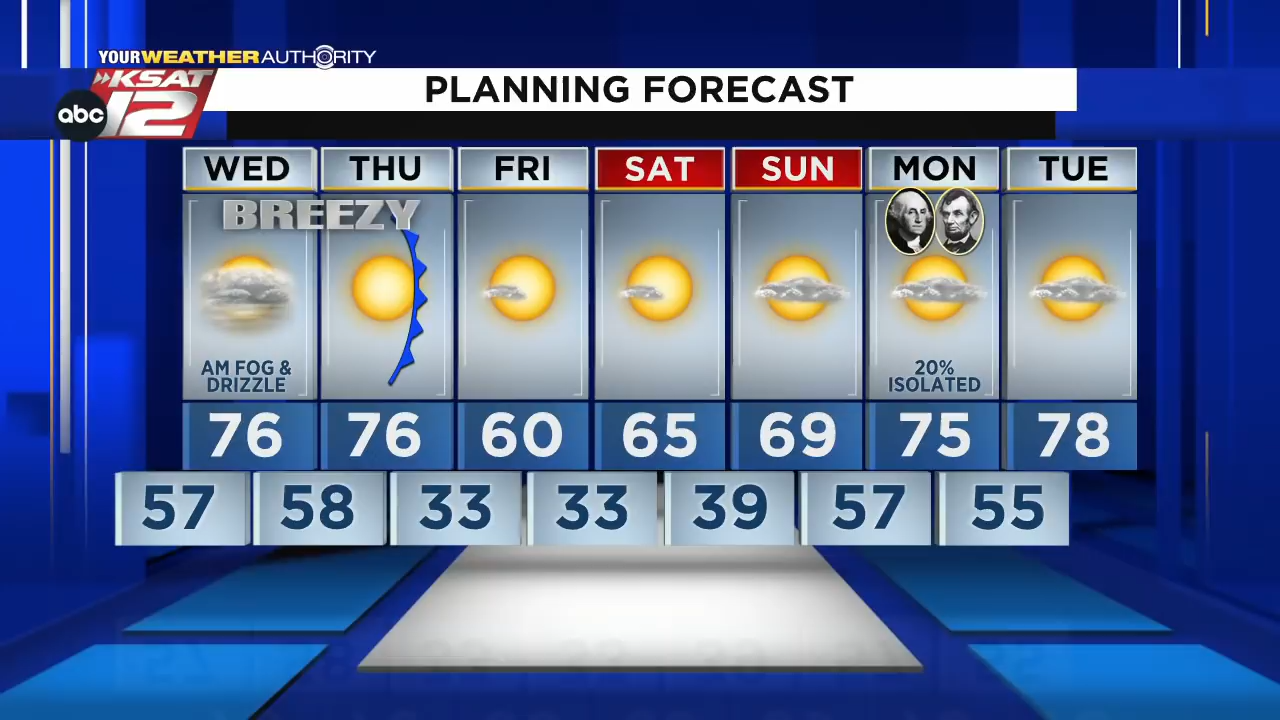 YOURWEATHERAUTHORITY
KSAT
abc 12
PLANNING FORECAST
WED THU FRI SAT SUN MON TUE
BREEZY
AM FOG &
DRIZZLE
20%
ISOLATED
76 76 60 65 69 75 78
57 58 33 33 39 57 55